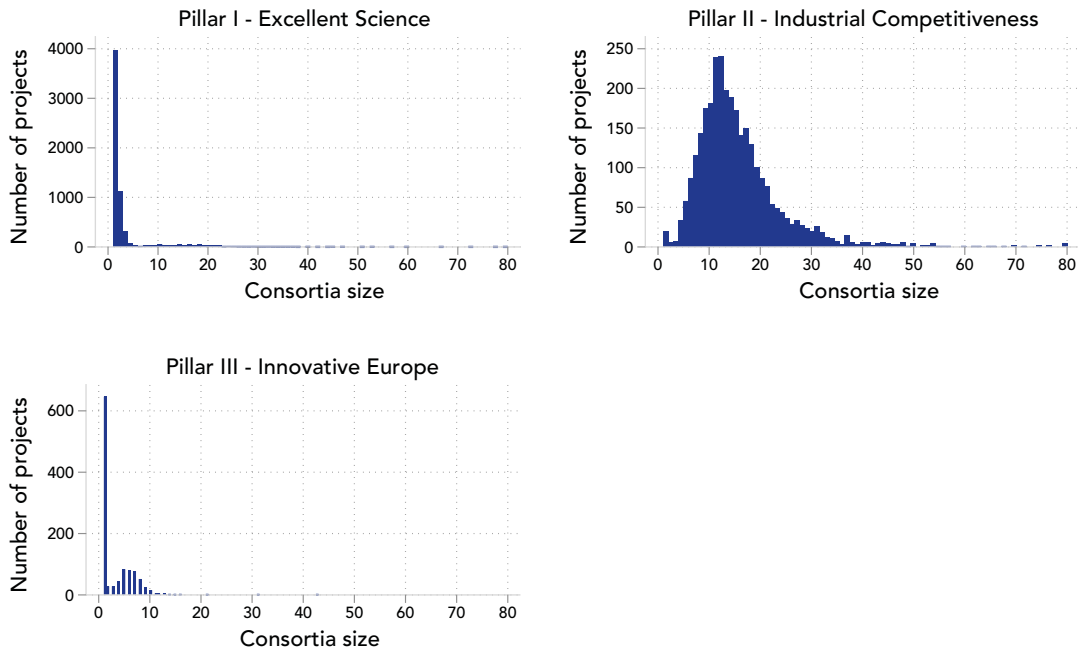 Pillar I - Excellent Science
Number of projects
4000
3000
2000
1000
0
0 10 20 30 40 50 60 70 80
Consortia size
Pillar II - Industrial Competitiveness
Number of projects
250
200
150
100
50
0
0 10 20 30 40 50 60 70 80
Consortia size
Pillar III - Innovative Europe
Number of projects
600
400
200
0
0 10 20 30 40 50 60 70 80
Consortia size